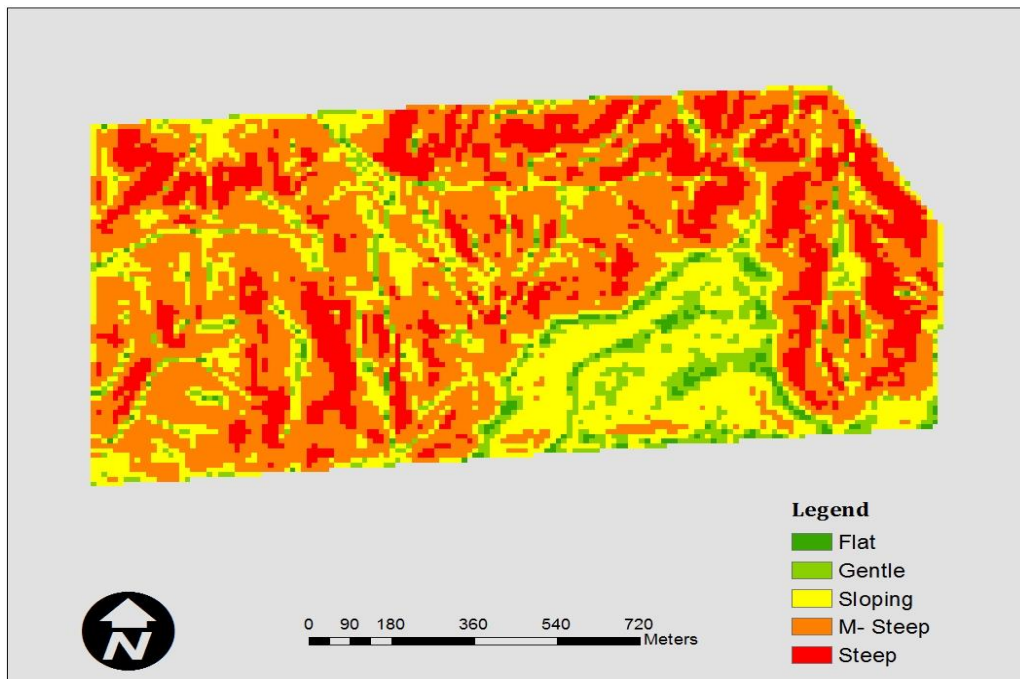 Legend
Flat
Gentle
Sloping
M- Steep
Steep
N
0 90 180 360 540 720
Meters